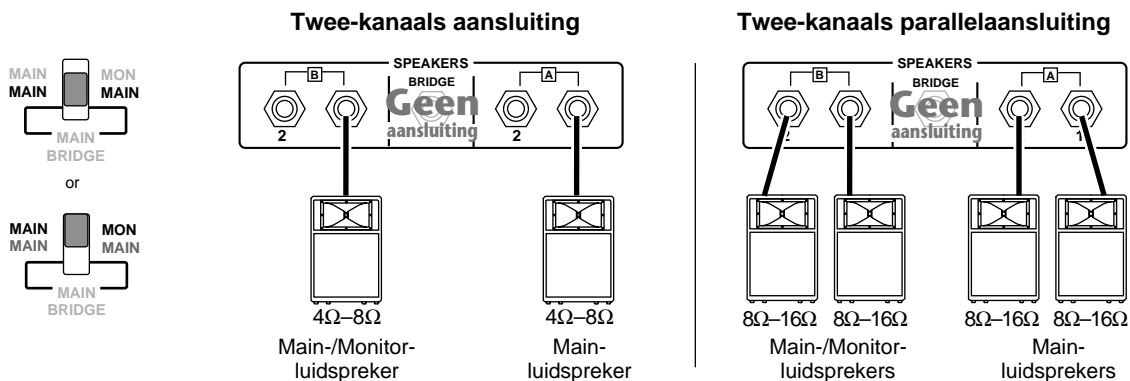 Twee-kanaals aansluiting
Twee-kanaals parallelaansluiting
MAIN MON
MAIN MAIN
MAIN
BRIDGE
or
MAIN MON
MAIN MAIN
MAIN
BRIDGE
SPEAKERS
B BRIDGE A
Geen
aansluiting
2 2
4Ω–8Ω 4Ω–8Ω
Main-/Monitor-
luidspreker
Main-
luidspreker
SPEAKERS
B BRIDGE A
Geen
aansluiting
2 1
8Ω–16Ω 8Ω–16Ω 8Ω–16Ω 8Ω–16Ω
Main-/Monitor-
luidsprekers
Main-
luidsprekers